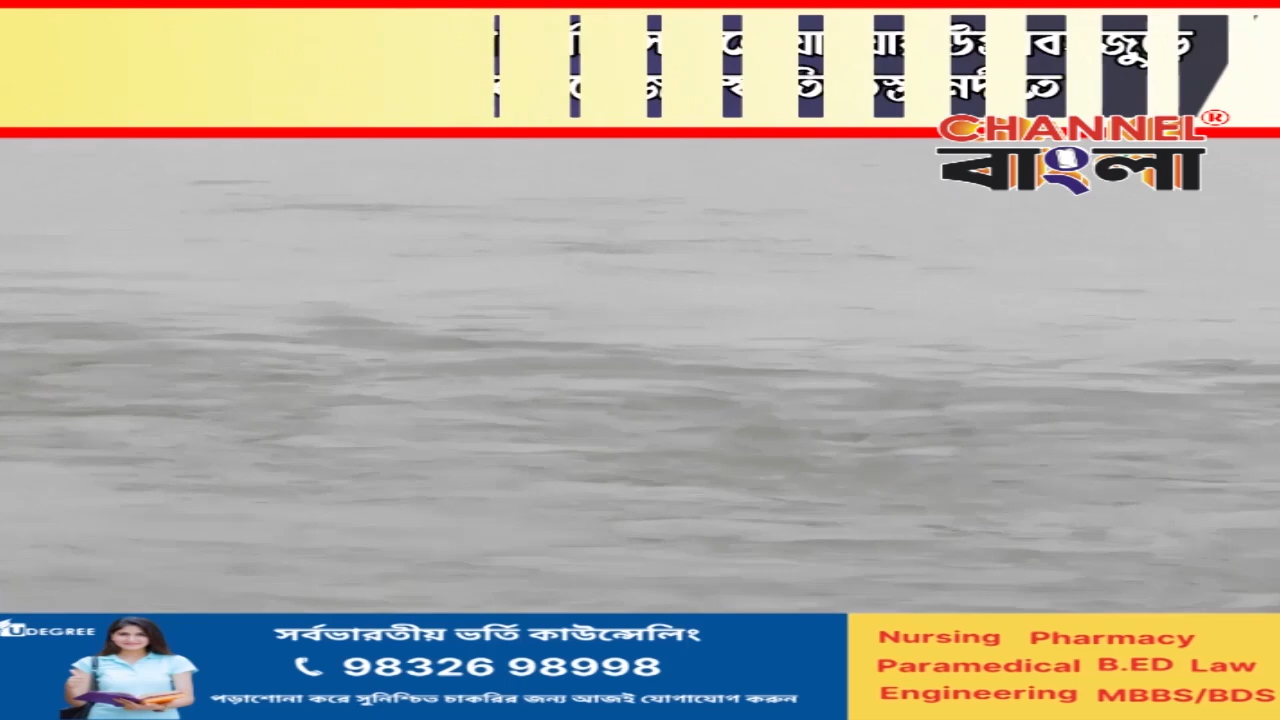 CHANNEL®
বাংলা
UDEGREE
সর্বভারতীয় ভর্তি কাউন্সেলিং
98326 98998
পড়াশোনা করে সুনিশ্চিত চাকরির জন্য আজই যোগাযোগ করুন
Nursing Pharmacy
Paramedical B.ED Law
Engineering MBBS/BDS